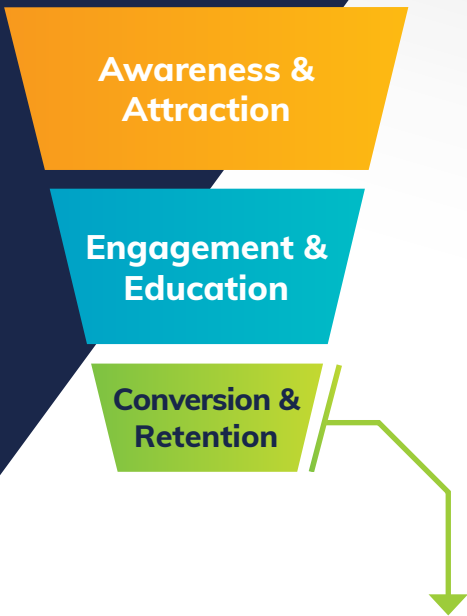 Awareness &
Attraction
Engagement &
Education
Conversion &
Retention